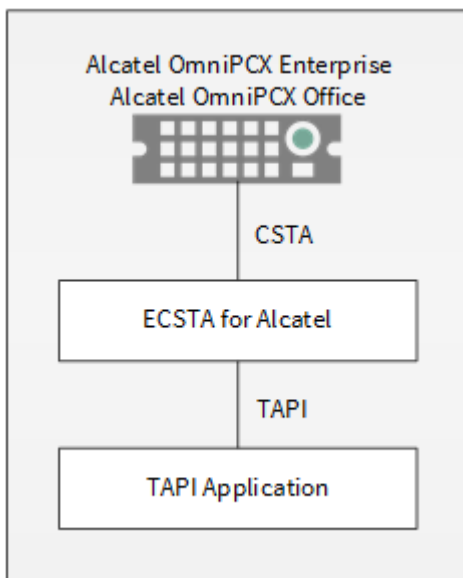 Alcatel OmniPCX Enterprise
Alcatel OmniPCX Office
CSTA
ECSTA for Alcatel
TAPI
TAPI Application